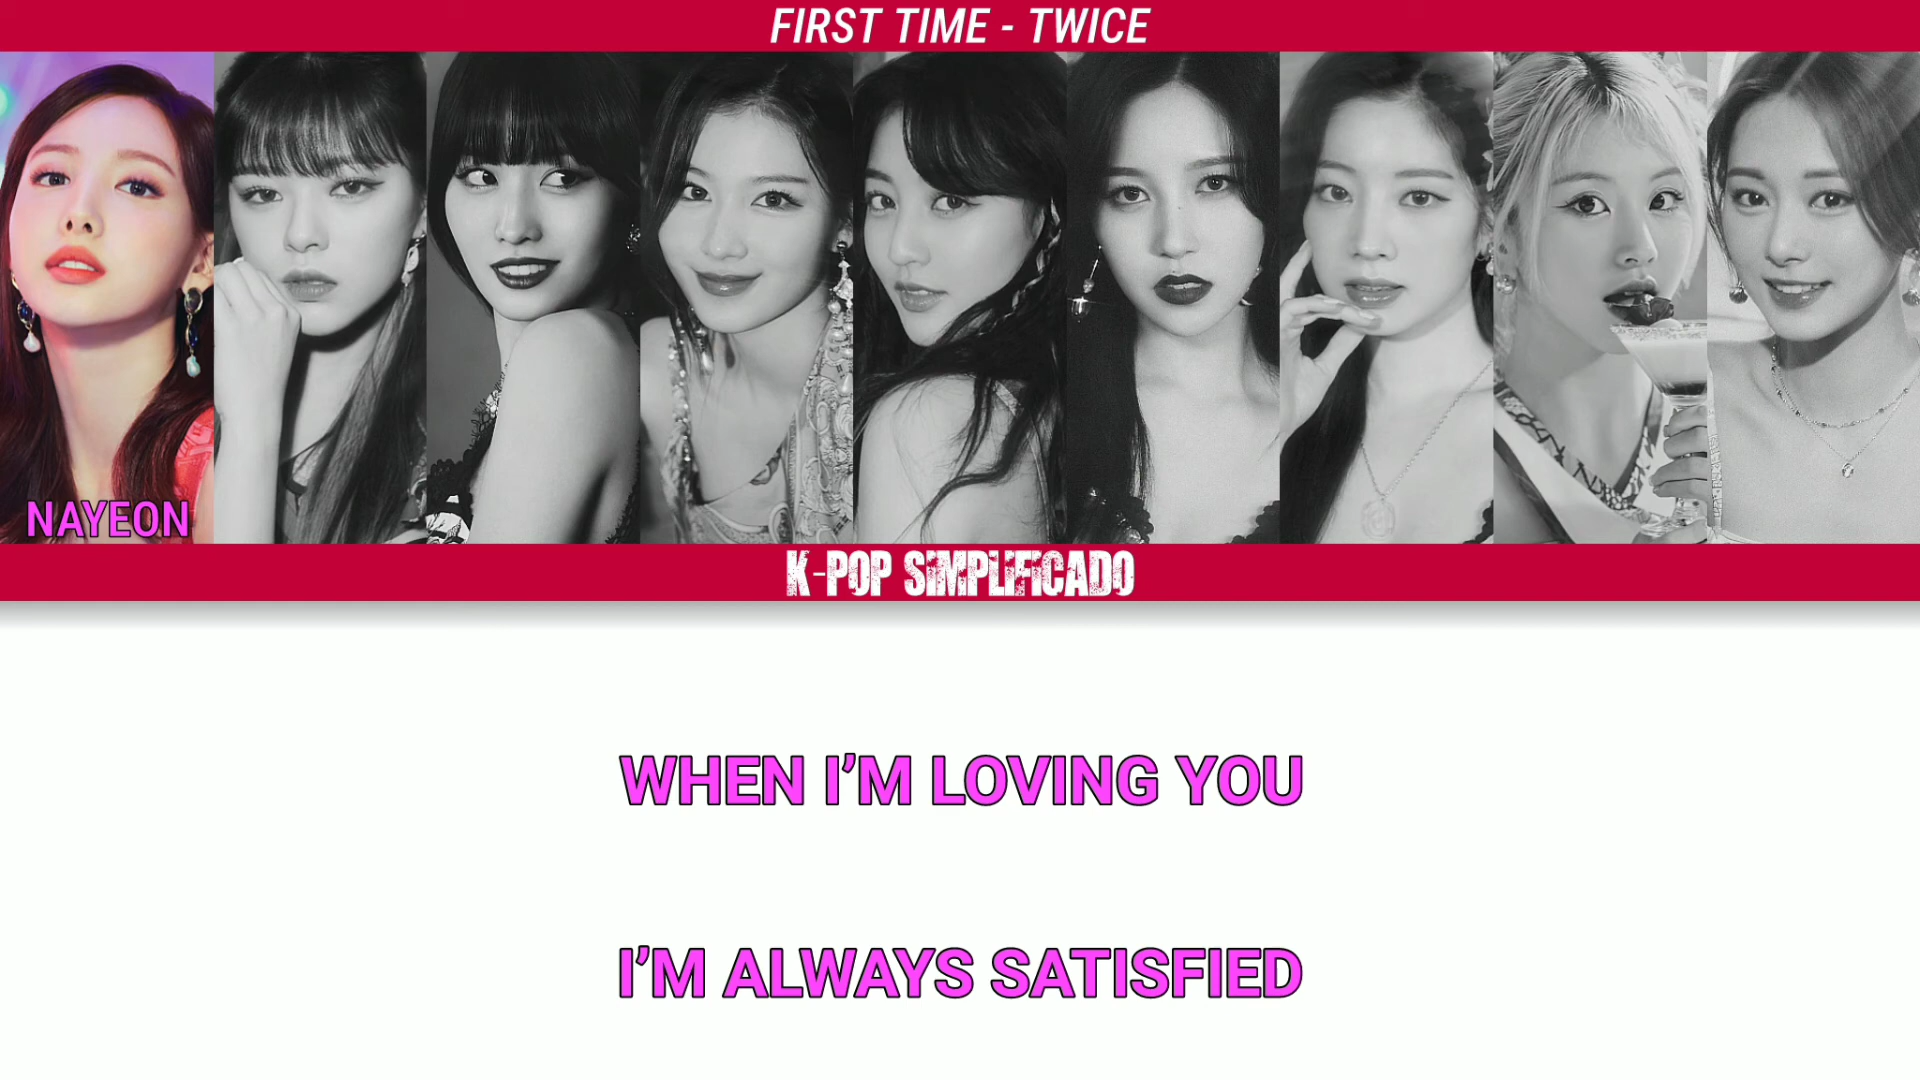 FIRST TIME - TWICE
NAYEON
K-POP SIMPLIFICADO
WHEN I’M LOVING YOU
I’M ALWAYS SATISFIED